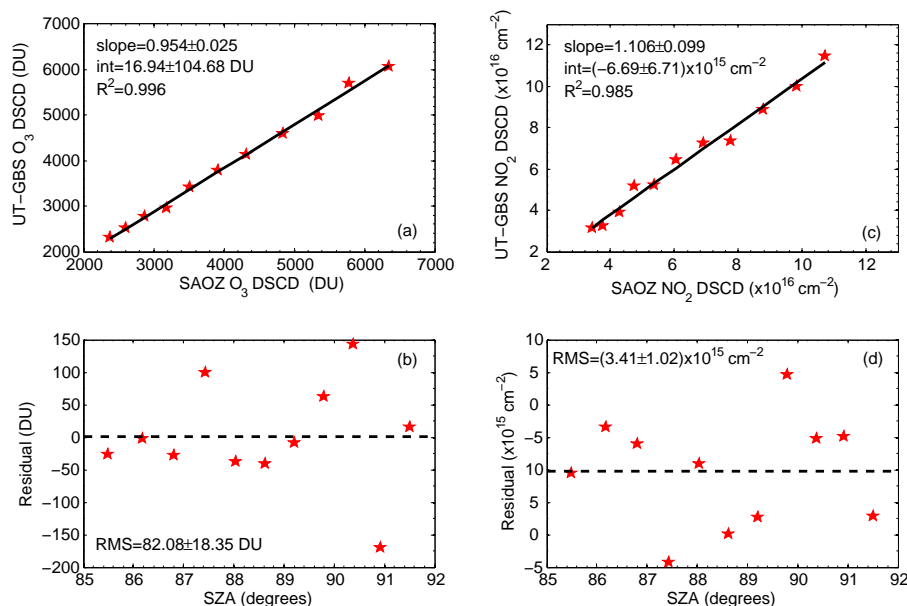 slope=0.954±0.025
int=16.94±104.68 DU
R²=0.996
(a)
UT−GBS O₃ DSCD (DU)
7000
6000
5000
4000
3000
2000
2000 3000 4000 5000 6000 7000
SAOZ O₃ DSCD (DU)
slope=1.106±0.099
int=(−6.69±6.71)x10¹⁵ cm⁻²
R²=0.985
(c)
UT−GBS NO₂ DSCD (x10¹⁶ cm⁻²)
12
10
8
6
4
2
2 4 6 8 10 12
SAOZ NO₂ DSCD (x10¹⁶ cm⁻²)
(b)
RMS=82.08±18.35 DU
Residual (DU)
150
100
50
0
−50
−100
−150
−200
85 86 87 88 89 90 91 92
SZA (degrees)
RMS=(3.41±1.02)x10¹⁵ cm⁻²
(d)
Residual (x10¹⁵ cm⁻²)
10
5
0
−5
10
−5
0
5
85 86 87 88 89 90 91 92
SZA (degrees)